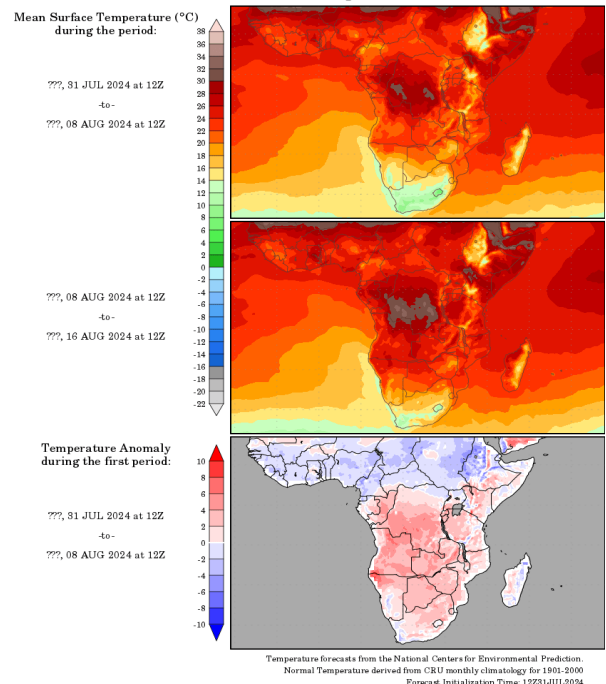 Mean Surface Temperature (°C)
during the period:
???, 31 JUL 2024 at 12Z
-to-
???, 08 AUG 2024 at 12Z
38
36
34
32
30
28
26
24
22
20
18
16
14
12
10
8
6
4
2
0
-2
-4
-6
-8
-10
-12
-14
-16
-18
-20
-22
???, 08 AUG 2024 at 12Z
-to-
???, 16 AUG 2024 at 12Z
Temperature Anomaly
during the first period:
???, 31 JUL 2024 at 12Z
-to-
???, 08 AUG 2024 at 12Z
10
8
6
4
2
0
-2
-4
-6
-8
-10
Temperature forecasts from the National Centers for Environmental Prediction.
Normal Temperature derived from CRU monthly climatology for 1901-2000
Forecast Initialization Time: 12Z31JUL2024